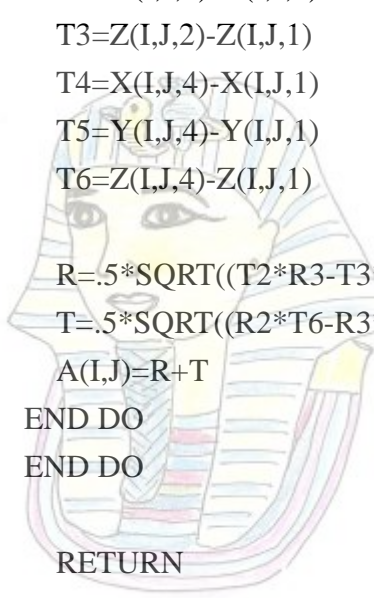 T3=Z(I,J,2)-Z(I,J,1)
T4=X(I,J,4)-X(I,J,1)
T5=Y(I,J,4)-Y(I,J,1)
T6=Z(I,J,4)-Z(I,J,1)
R=.5*SQRT((T2*R3-T3
T=.5*SQRT((R2*T6-R3
A(I,J)=R+T
END DO
END DO
RETURN